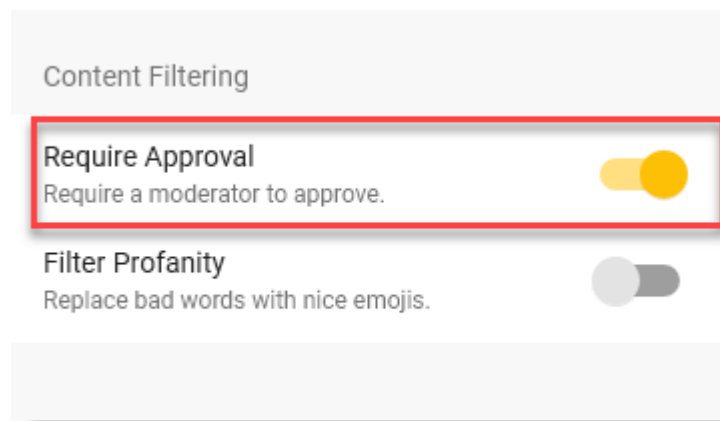 Content Filtering
Require Approval
Require a moderator to approve.
Filter Profanity
Replace bad words with nice emojis.